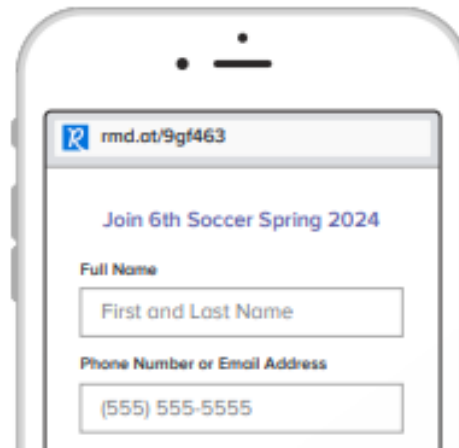 rmd.at/9gf463
Join 6th Soccer Spring 2024
Full Name
First and Last Name
Phone Number or Email Address
(555) 555-5555